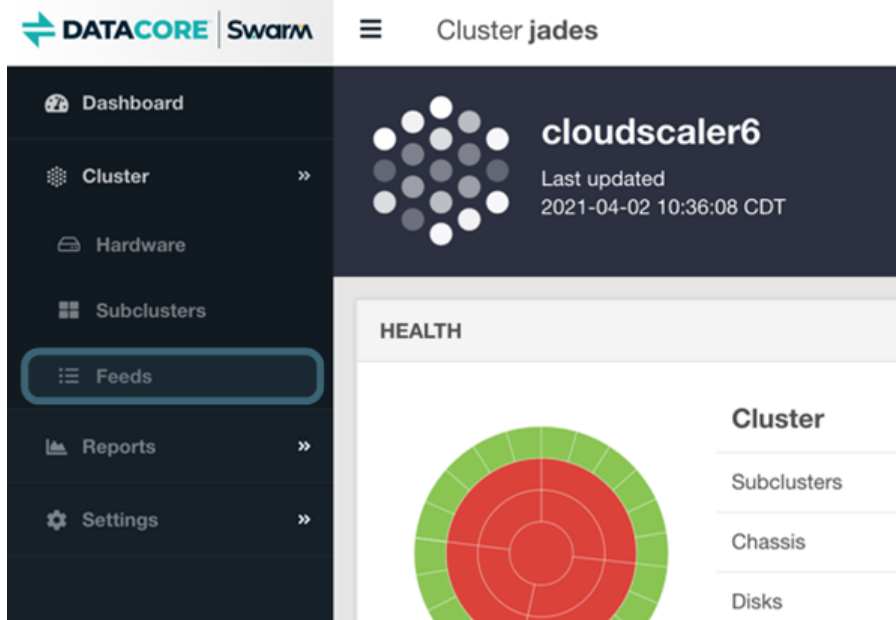 DATACORE Swarm
Cluster jades
Dashboard
Cluster »
Hardware
Subclusters
Feeds
Reports »
Settings »
cloudscaler6
Last updated
2021-04-02 10:36:08 CDT
HEALTH
Cluster
Subclusters
Chassis
Disks